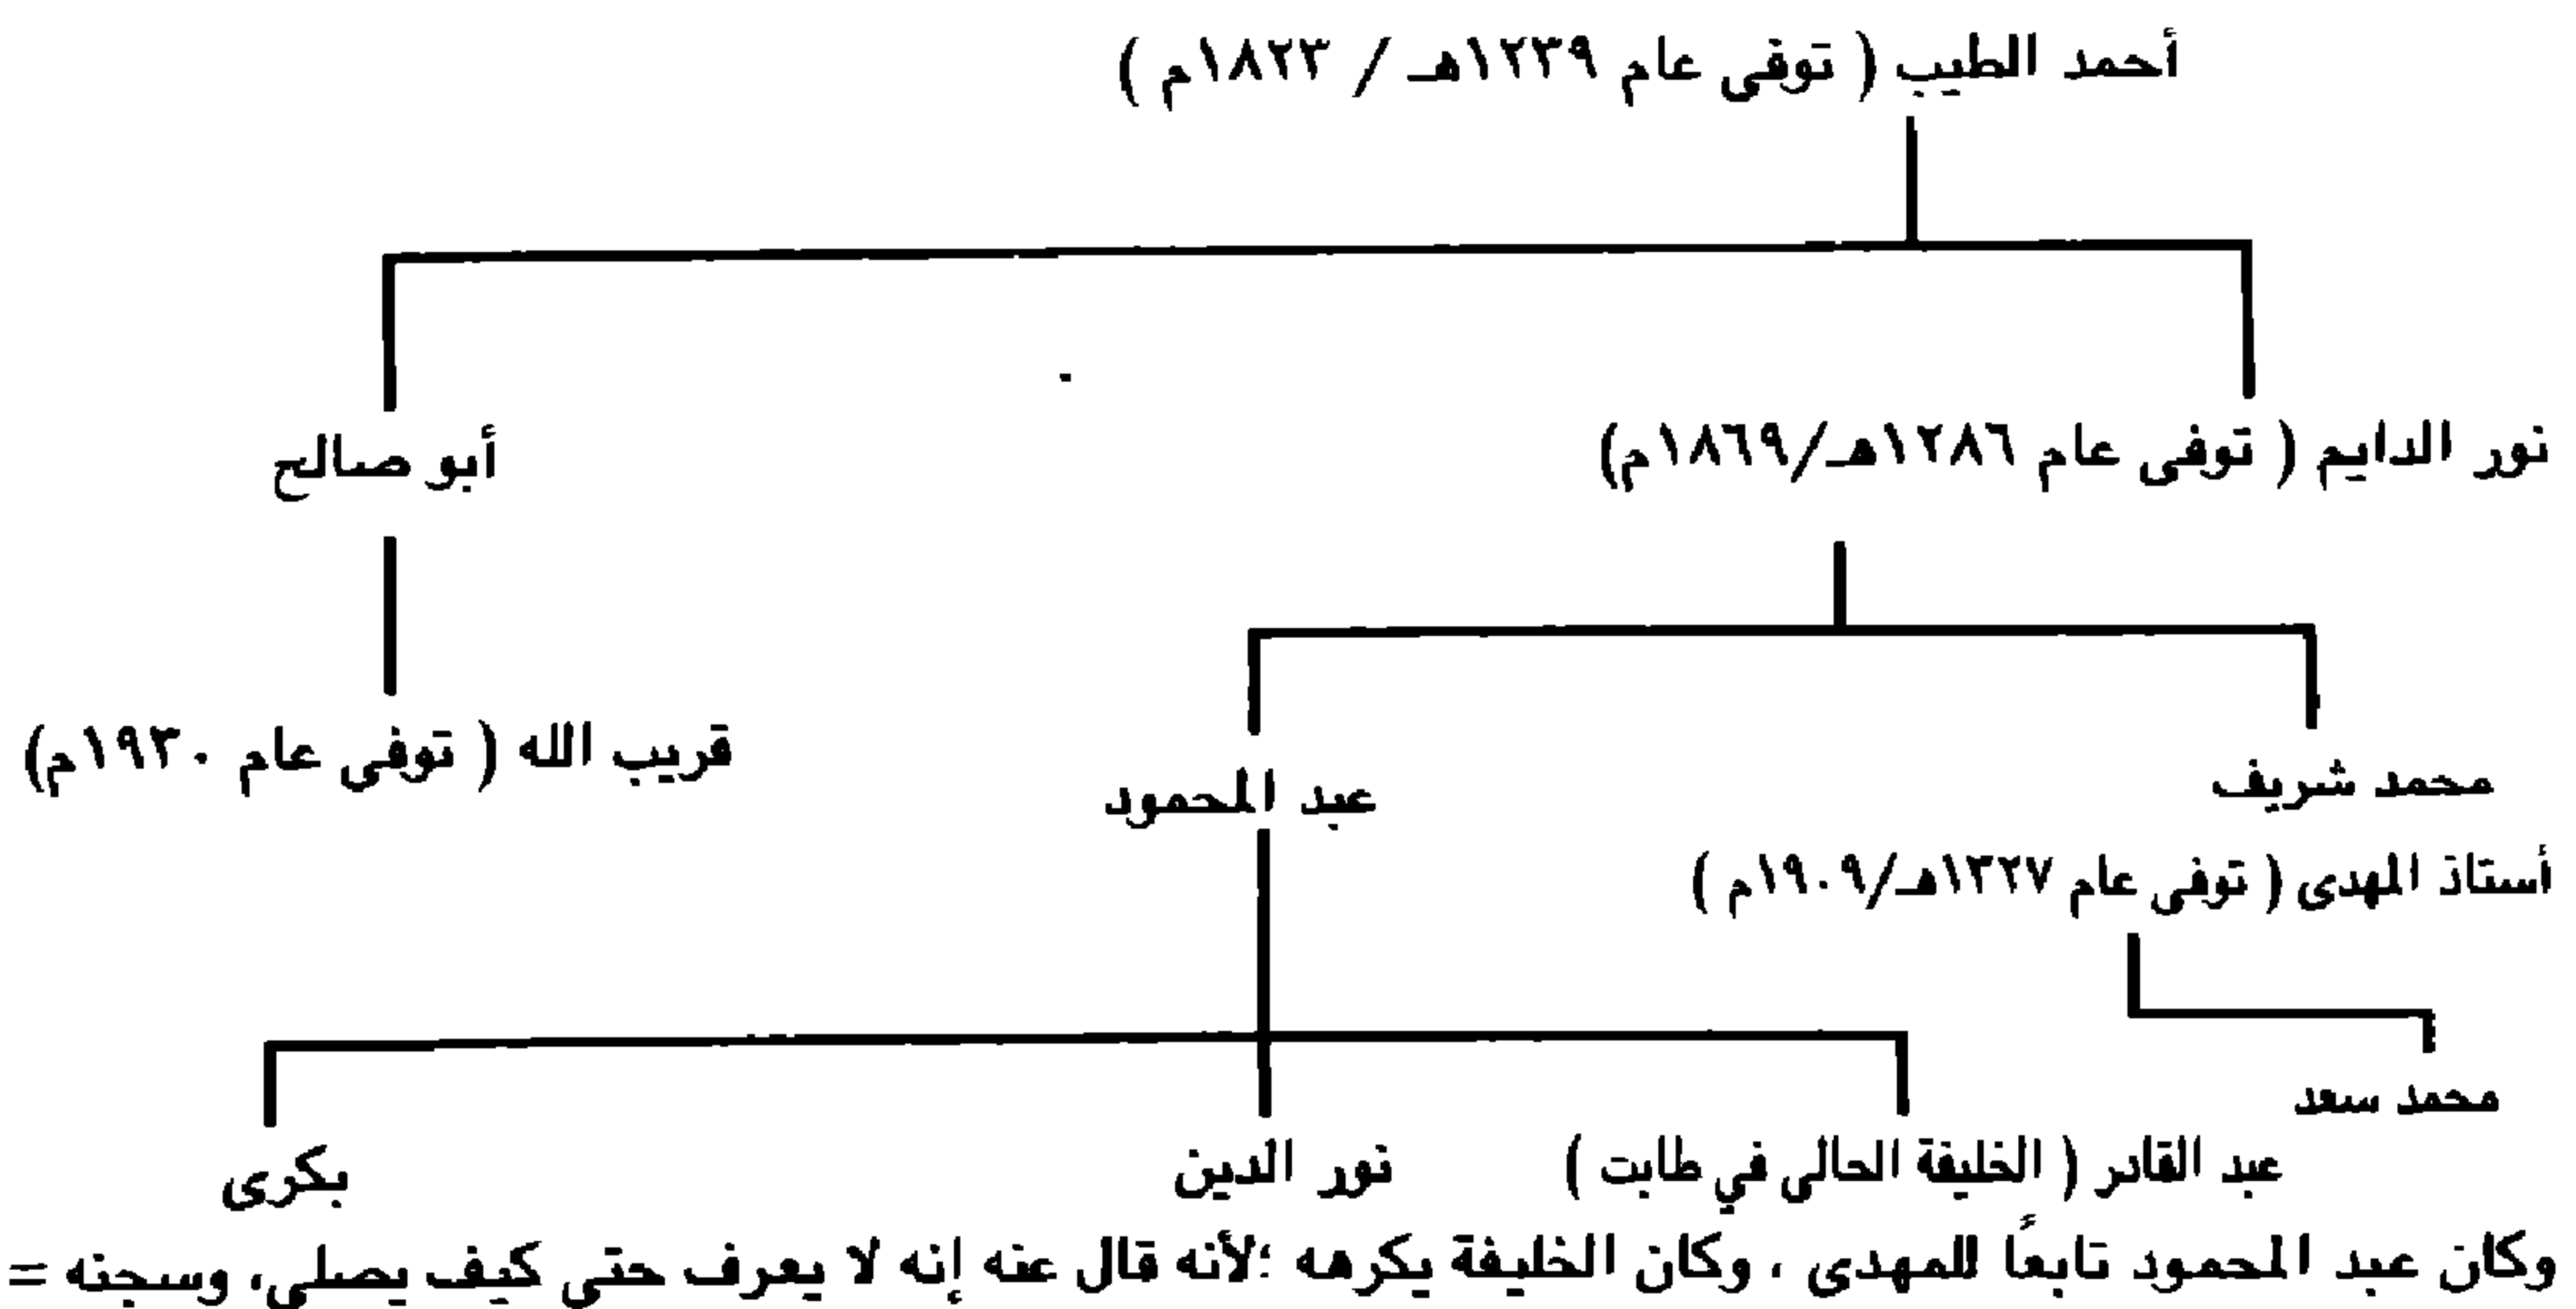 أحمد الطيب ( توفى عام ١٢٣٩هـ / ١٨٢٣م )
نور الدايم ( توفى عام ١٢٨٦هـ/١٨٦٩م)
أبو صالح
قريب الله ( توفى عام ١٩٣٠م)
محمد شريف
عبد المحمود
أستاذ المهدى ( توفى عام ١٣٢٧هـ/١٩٠٩م )
محمد سعد
عبد القادر ( الخليفة الحالى في طابت )
نور الدين
بكرى
وكان عبد المحمود تابعًا للمهدى ، وكان الخليفة يكرهه ؛لأنه قال عنه إنه لا يعرف حتى كيف يصلى، وسجنه =